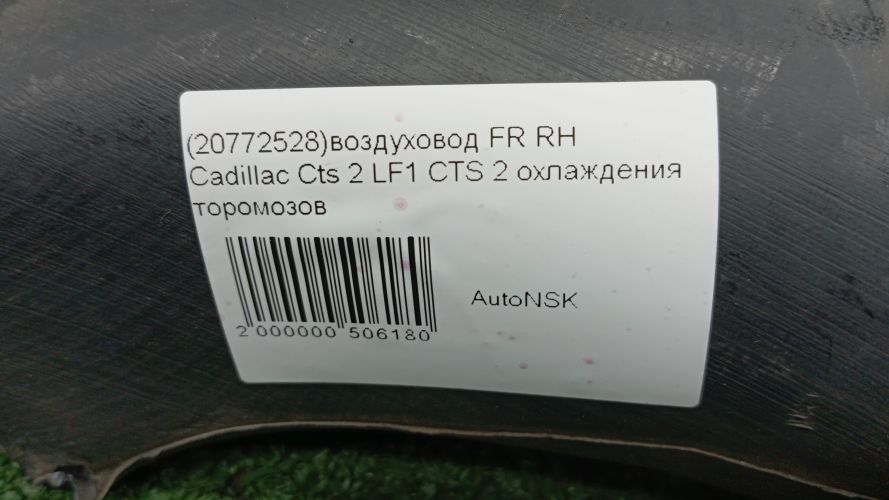 (20772528)воздуховод FR RH
Cadillac Cts 2 LF1 CTS 2 охлаждения
торомозов
AutoNSK
2 000000 506180